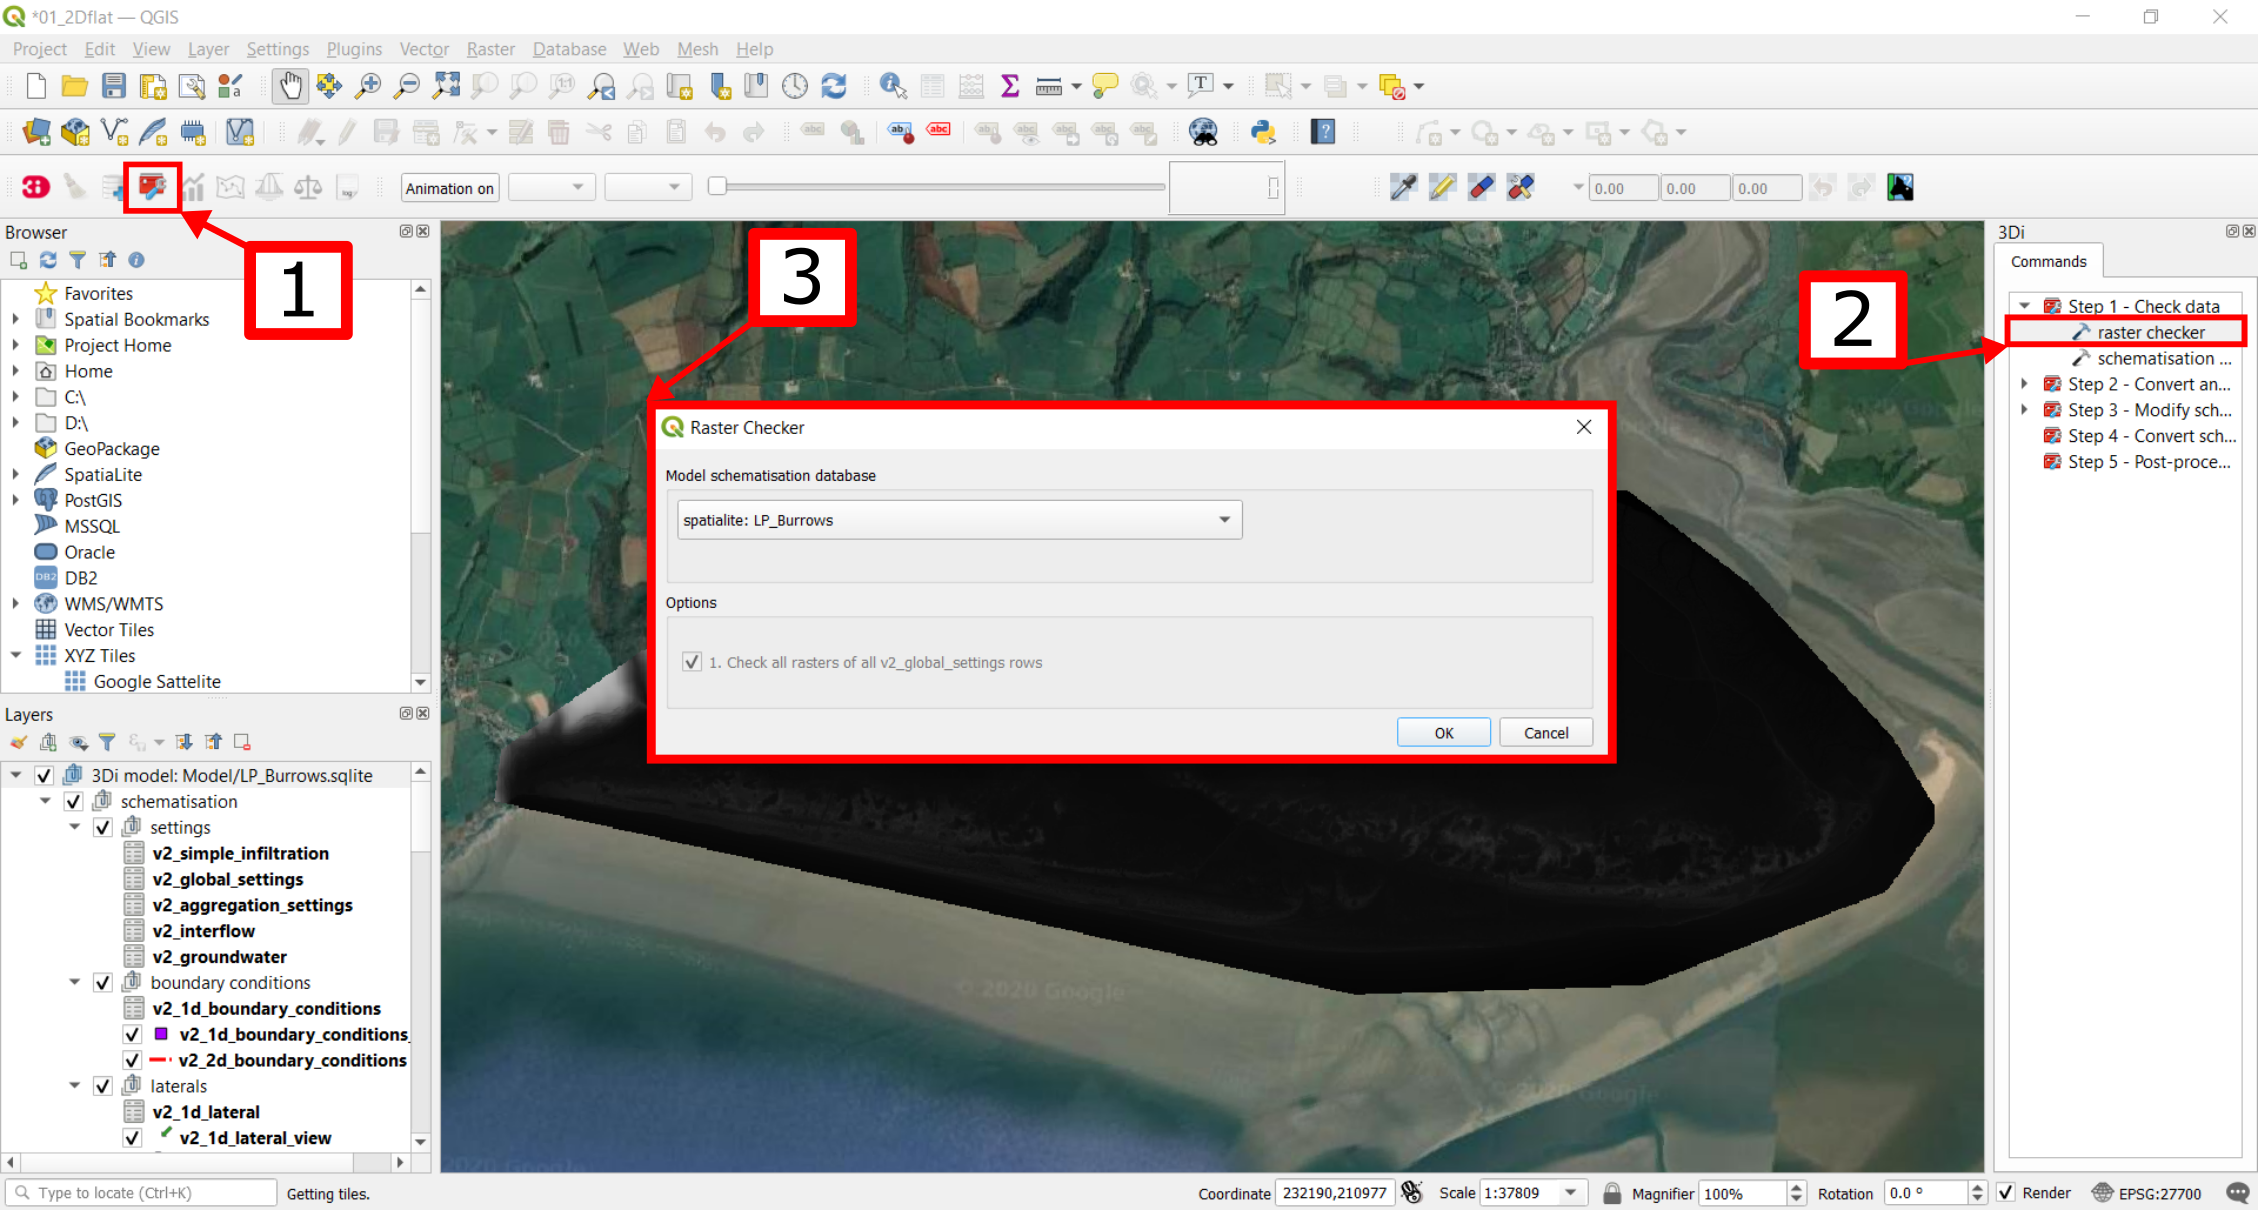 *01_2Dflat — QGIS
Project Edit View Layer Settings Plugins Vector Raster Database Web Mesh Help
Animation on
0.00 0.00 0.00
Browser
Favorites
Spatial Bookmarks
Project Home
Home
C:\
D:\
GeoPackage
SpatiaLite
PostGIS
MSSQL
Oracle
DB2
WMS/WMTS
Vector Tiles
XYZ Tiles
Google Sattelite
Layers
3Di model: Model/LP_Burrows.sqlite
schematisation
settings
v2_simple_infiltration
v2_global_settings
v2_aggregation_settings
v2_interflow
v2_groundwater
boundary conditions
v2_1d_boundary_conditions
v2_1d_boundary_conditions_
v2_2d_boundary_conditions
laterals
v2_1d_lateral
v2_1d_lateral_view
1
3
2
Raster Checker
Model schematisation database
spatialite: LP_Burrows
Options
1. Check all rasters of all v2_global_settings rows
OK Cancel
© 2020 Google
© 2020 Google
2020 Google
3Di
Commands
Step 1 - Check data
raster checker
schematisation ...
Step 2 - Convert an...
Step 3 - Modify sch...
Step 4 - Convert sch...
Step 5 - Post-proce...
Type to locate (Ctrl+K) Getting tiles. Coordinate 232190,210977 Scale 1:37809 Magnifier 100% Rotation 0.0 ° Render EPSG:27700